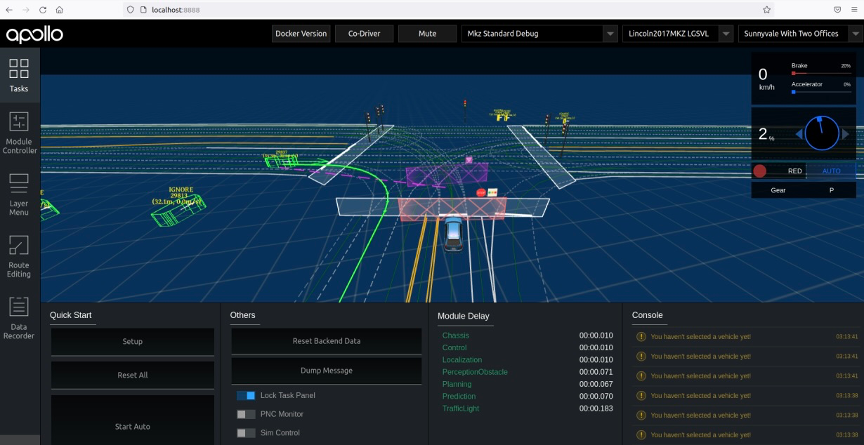 localhost:8888
apollo
Docker Version
Co-Driver
Mute
Mkz Standard Debug
Lincoln2017MKZ LGSVL
Sunnyvale With Two Offices
Tasks
Module
Controller
Layer
Menu
Route
Editing
Data
Recorder
IGNORE
29813
0
km/h
Brake
20%
Accelerator
0%
2 %
RED
AUTO
Gear
P
Quick Start
Setup
Reset All
Start Auto
Others
Reset Backend Data
Dump Message
Lock Task Panel
PNC Monitor
Sim Control
Module Delay
Chassis 00:00.010
Control 00:00.010
Localization 00:00.010
PerceptionObstacle 00:00.071
Planning 00:00.067
Prediction 00:00.070
TrafficLight 00:00.183
Console
You haven't selected a vehicle yet! 03:13:41
You haven't selected a vehicle yet! 03:13:41
You haven't selected a vehicle yet! 03:13:41
You haven't selected a vehicle yet! 03:13:38
You haven't selected a vehicle yet! 03:13:38
You haven't selected a vehicle yet! 03:13:38